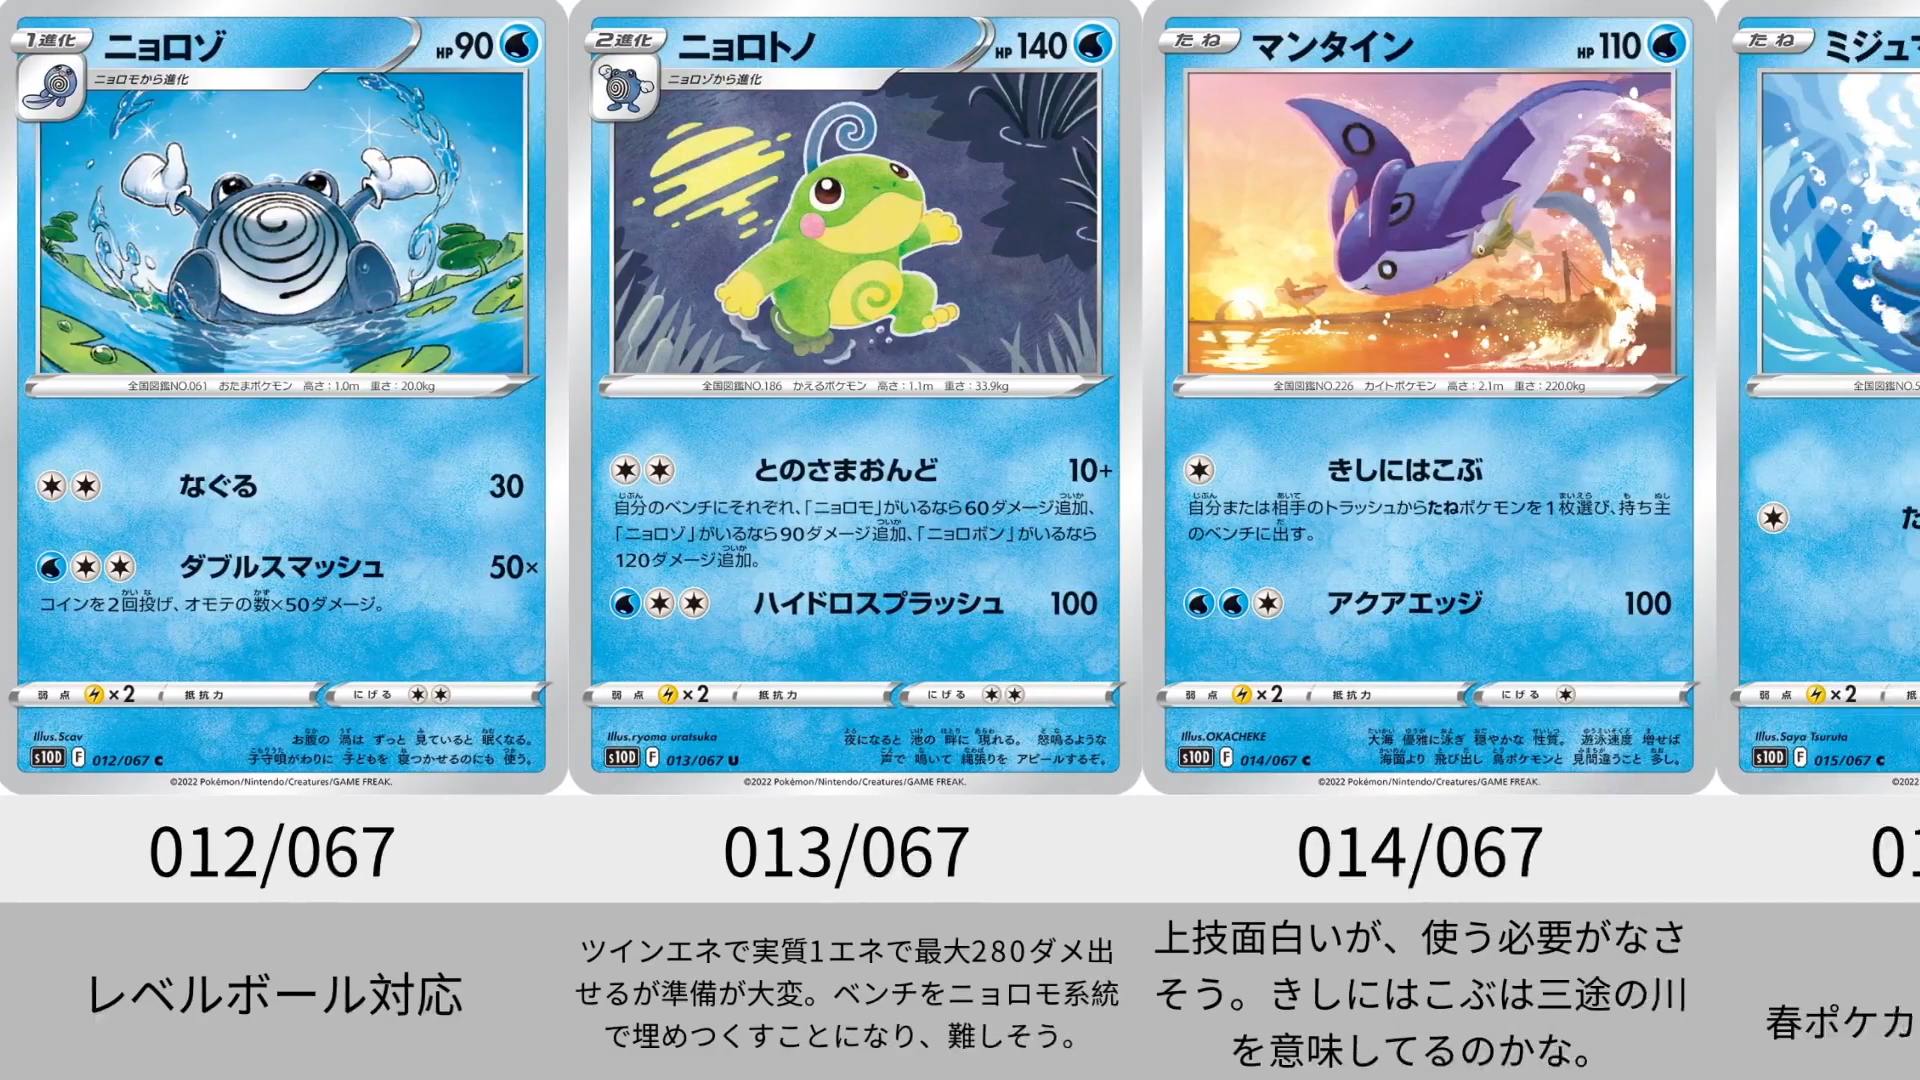 1進化 ニョロゾ HP90
ニョロモから進化
全国図鑑NO.061 おたまポケモン 高さ:1.0m 重さ:20.0kg
なぐる 30
ダブルスマッシュ 50×
コインを2回投げ、オモテの数×50ダメージ。
弱点 ×2 抵抗力 にげる
Illus.Scav
お腹の 渦は ずっと 見ていると 眠くなる。
子守唄がわりに 子どもを 寝つかせるのにも 使う。
s10D F 012/067 C
©2022 Pokémon/Nintendo/Creatures/GAME FREAK.
012/067
レベルボール対応
2進化 ニョロトノ HP140
ニョロゾから進化
全国図鑑NO.186 かえるポケモン 高さ:1.1m 重さ:33.9kg
とのさまおんど 10+
自分のベンチにそれぞれ、「ニョロモ」がいるなら60ダメージ追加、
「ニョロゾ」がいるなら90ダメージ追加、「ニョロボン」がいるなら
120ダメージ追加。
ハイドロスプラッシュ 100
弱点 ×2 抵抗力 にげる
Illus.ryoma uratsuka
夜になると 池の 畔に 現れる。 怒鳴るような
声で 鳴いて 縄張りを アピールするぞ。
s10D F 013/067 U
©2022 Pokémon/Nintendo/Creatures/GAME FREAK.
013/067
ツインエネで実質1エネで最大280ダメ出
せるが準備が大変。ベンチをニョロモ系統
で埋めつくすことになり、難しそう。
たね マンタイン HP110
全国図鑑NO.226 カイトポケモン 高さ:2.1m 重さ:220.0kg
きしにはこぶ
自分または相手のトラッシュからたねポケモンを1枚選び、持ち主
のベンチに出す。
アクアエッジ 100
弱点 ×2 抵抗力 にげる
Illus.OKACHEKE
大海 優雅に泳ぎ 穏やかな 性質。 遊泳速度 増せば
海面より 飛び出し 鳥ポケモンと 見間違うこと 多し。
s10D F 014/067 C
©2022 Pokémon/Nintendo/Creatures/GAME FREAK.
014/067
上技面白いが、使う必要がなさ
そう。きしにはこぶは三途の川
を意味してるのかな。
たね ミジュマ
全国図鑑NO.5
た
弱点 ×2 抵
Illus.Saya Tsuruta
s10D F 015/067 C
©2022
01
春ポケカ